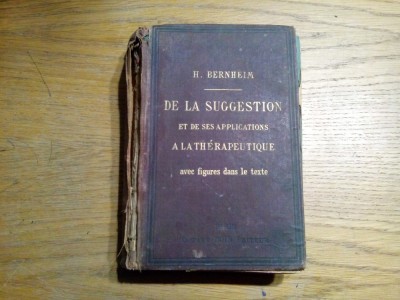 H. BERNHEIM
DE LA SUGGESTION
ET DE SES APPLICATIONS
A LA THÉRAPEUTIQUE
avec figures dans le texte